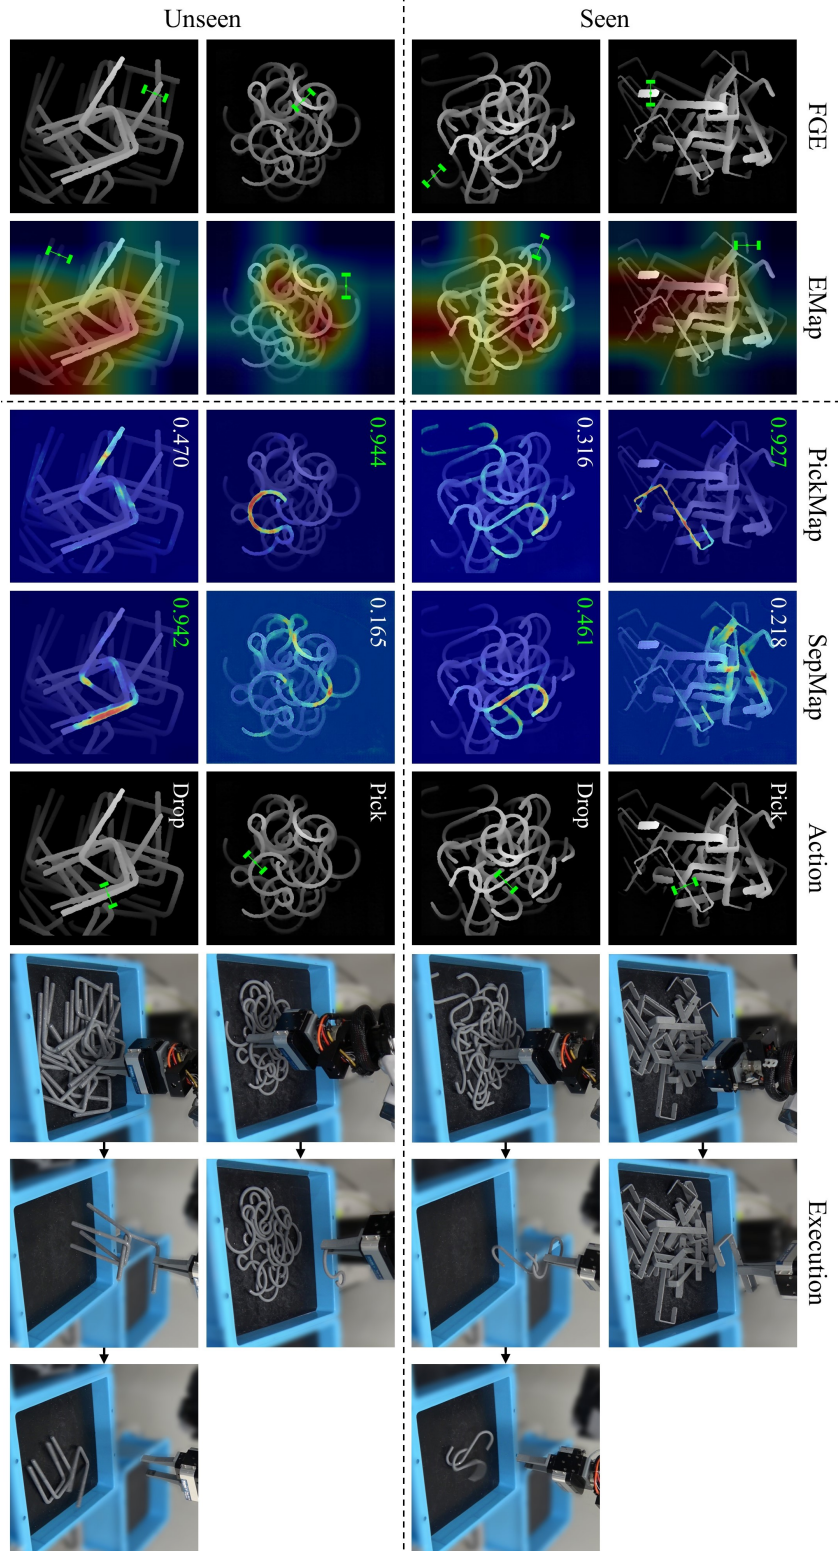 Seen
Unseen
FGE
EMap
PickMap
SepMap
Action
Execution
0.927
0.218
Pick
0.316
0.461
Drop
0.944
0.165
Pick
0.470
0.942
Drop